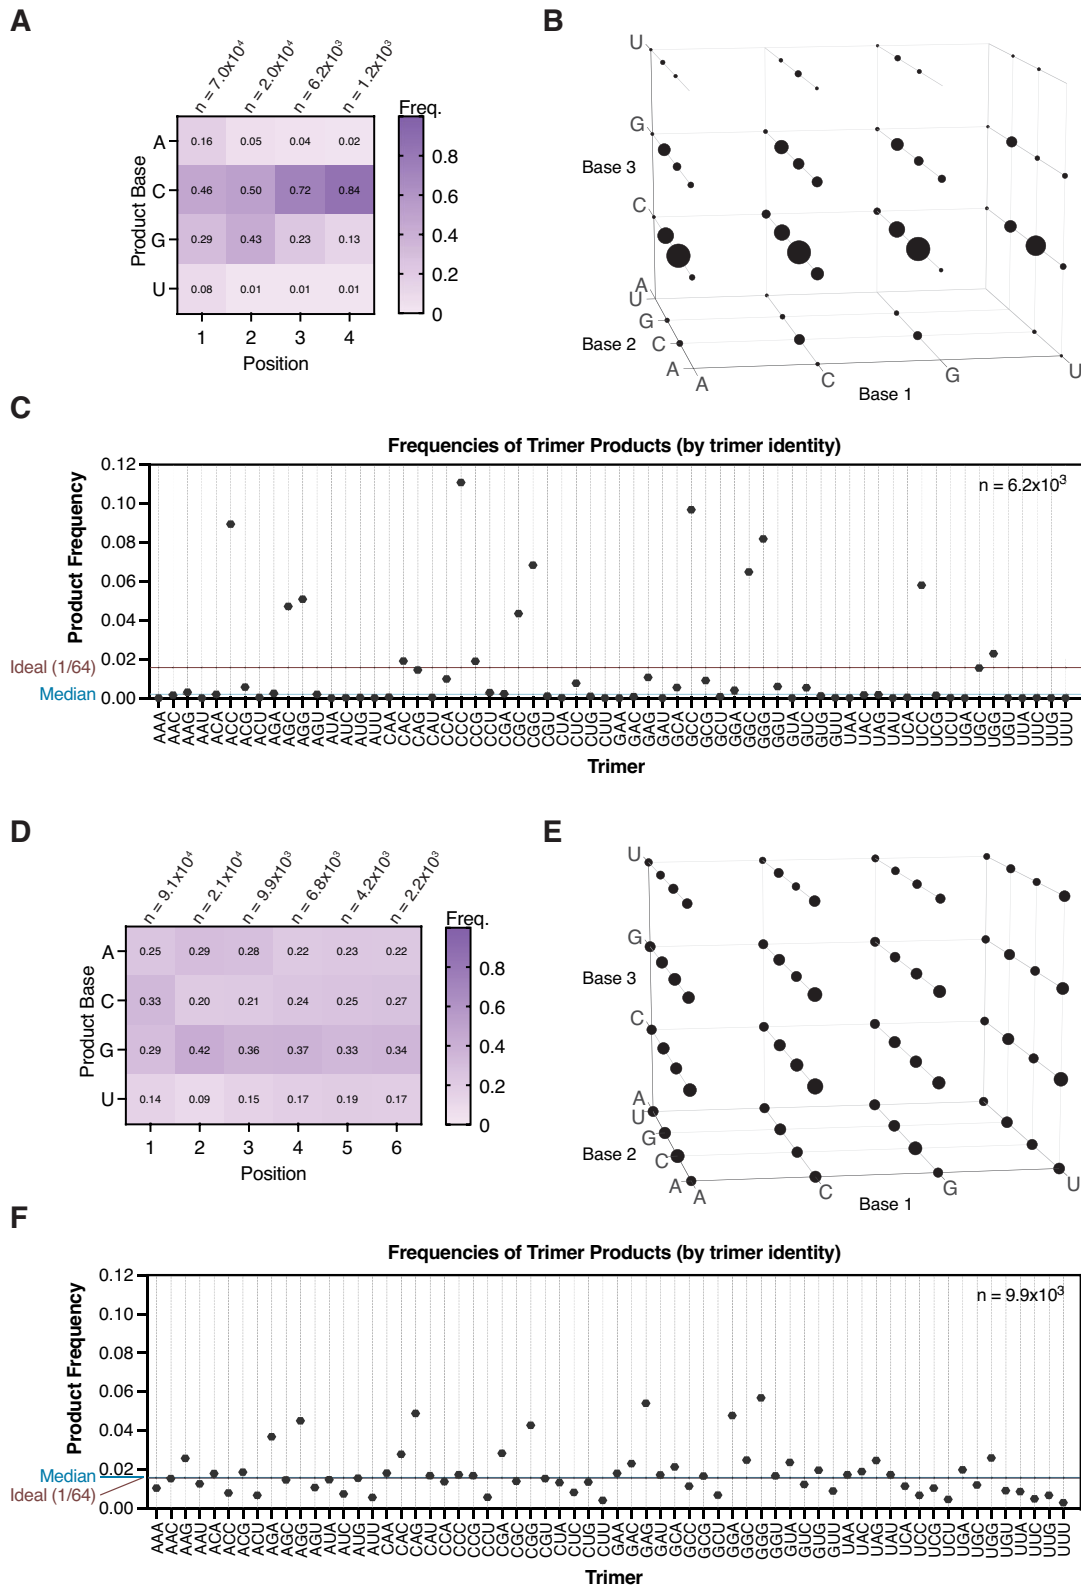 A
n = 7.0x10⁴ n = 2.0x10⁴ n = 6.2x10³ n = 1.2x10³
Freq.
Product Base
A 0.16 0.05 0.04 0.02
C 0.46 0.50 0.72 0.84
G 0.29 0.43 0.23 0.13
U 0.08 0.01 0.01 0.01
1 2 3 4
Position
0.8
0.6
0.4
0.2
0
B
U
G
Base 3
C
A
U
G
Base 2
C
A
A
C
G
U
Base 1
C
Frequencies of Trimer Products (by trimer identity)
n = 6.2x10³
Product Frequency
0.12
0.10
0.08
0.06
0.04
0.02
0.00
Ideal (1/64)
Median
AAA AAC AAG AAU ACA ACC ACG ACU AGA AGC AGG AGU AUA AUC AUG AUU CAA CAC CAG CAU CCA CCC CCG CCU CGA CGC CGG CGU CUA CUC CUG CUU GAA GAC GAG GAU GCA GCC GCG GCU GGA GGC GGG GGU GUA GUC GUG GUU UAA UAC UAG UAU UCA UCC UCG UCU UGA UGC UGG UGU UUA UUC UUG UUU
Trimer
D
n = 9.1x10⁴ n = 2.1x10⁴ n = 9.9x10³ n = 6.8x10³ n = 4.2x10³ n = 2.2x10³
Freq.
Product Base
A 0.25 0.29 0.28 0.22 0.23 0.22
C 0.33 0.20 0.21 0.24 0.25 0.27
G 0.29 0.42 0.36 0.37 0.33 0.34
U 0.14 0.09 0.15 0.17 0.19 0.17
1 2 3 4 5 6
Position
0.8
0.6
0.4
0.2
0
E
U
G
Base 3
C
A
U
G
Base 2
C
A
A
C
G
U
Base 1
F
Frequencies of Trimer Products (by trimer identity)
n = 9.9x10³
Product Frequency
0.12
0.10
0.08
0.06
0.04
0.02
0.00
Median
Ideal (1/64)
AAA AAC AAG AAU ACA ACC ACG ACU AGA AGC AGG AGU AUA AUC AUG AUU CAA CAC CAG CAU CCA CCC CCG CCU CGA CGC CGG CGU CUA CUC CUG CUU GAA GAC GAG GAU GCA GCC GCG GCU GGA GGC GGG GGU GUA GUC GUG GUU UAA UAC UAG UAU UCA UCC UCG UCU UGA UGC UGG UGU UUA UUC UUG UUU
Trimer